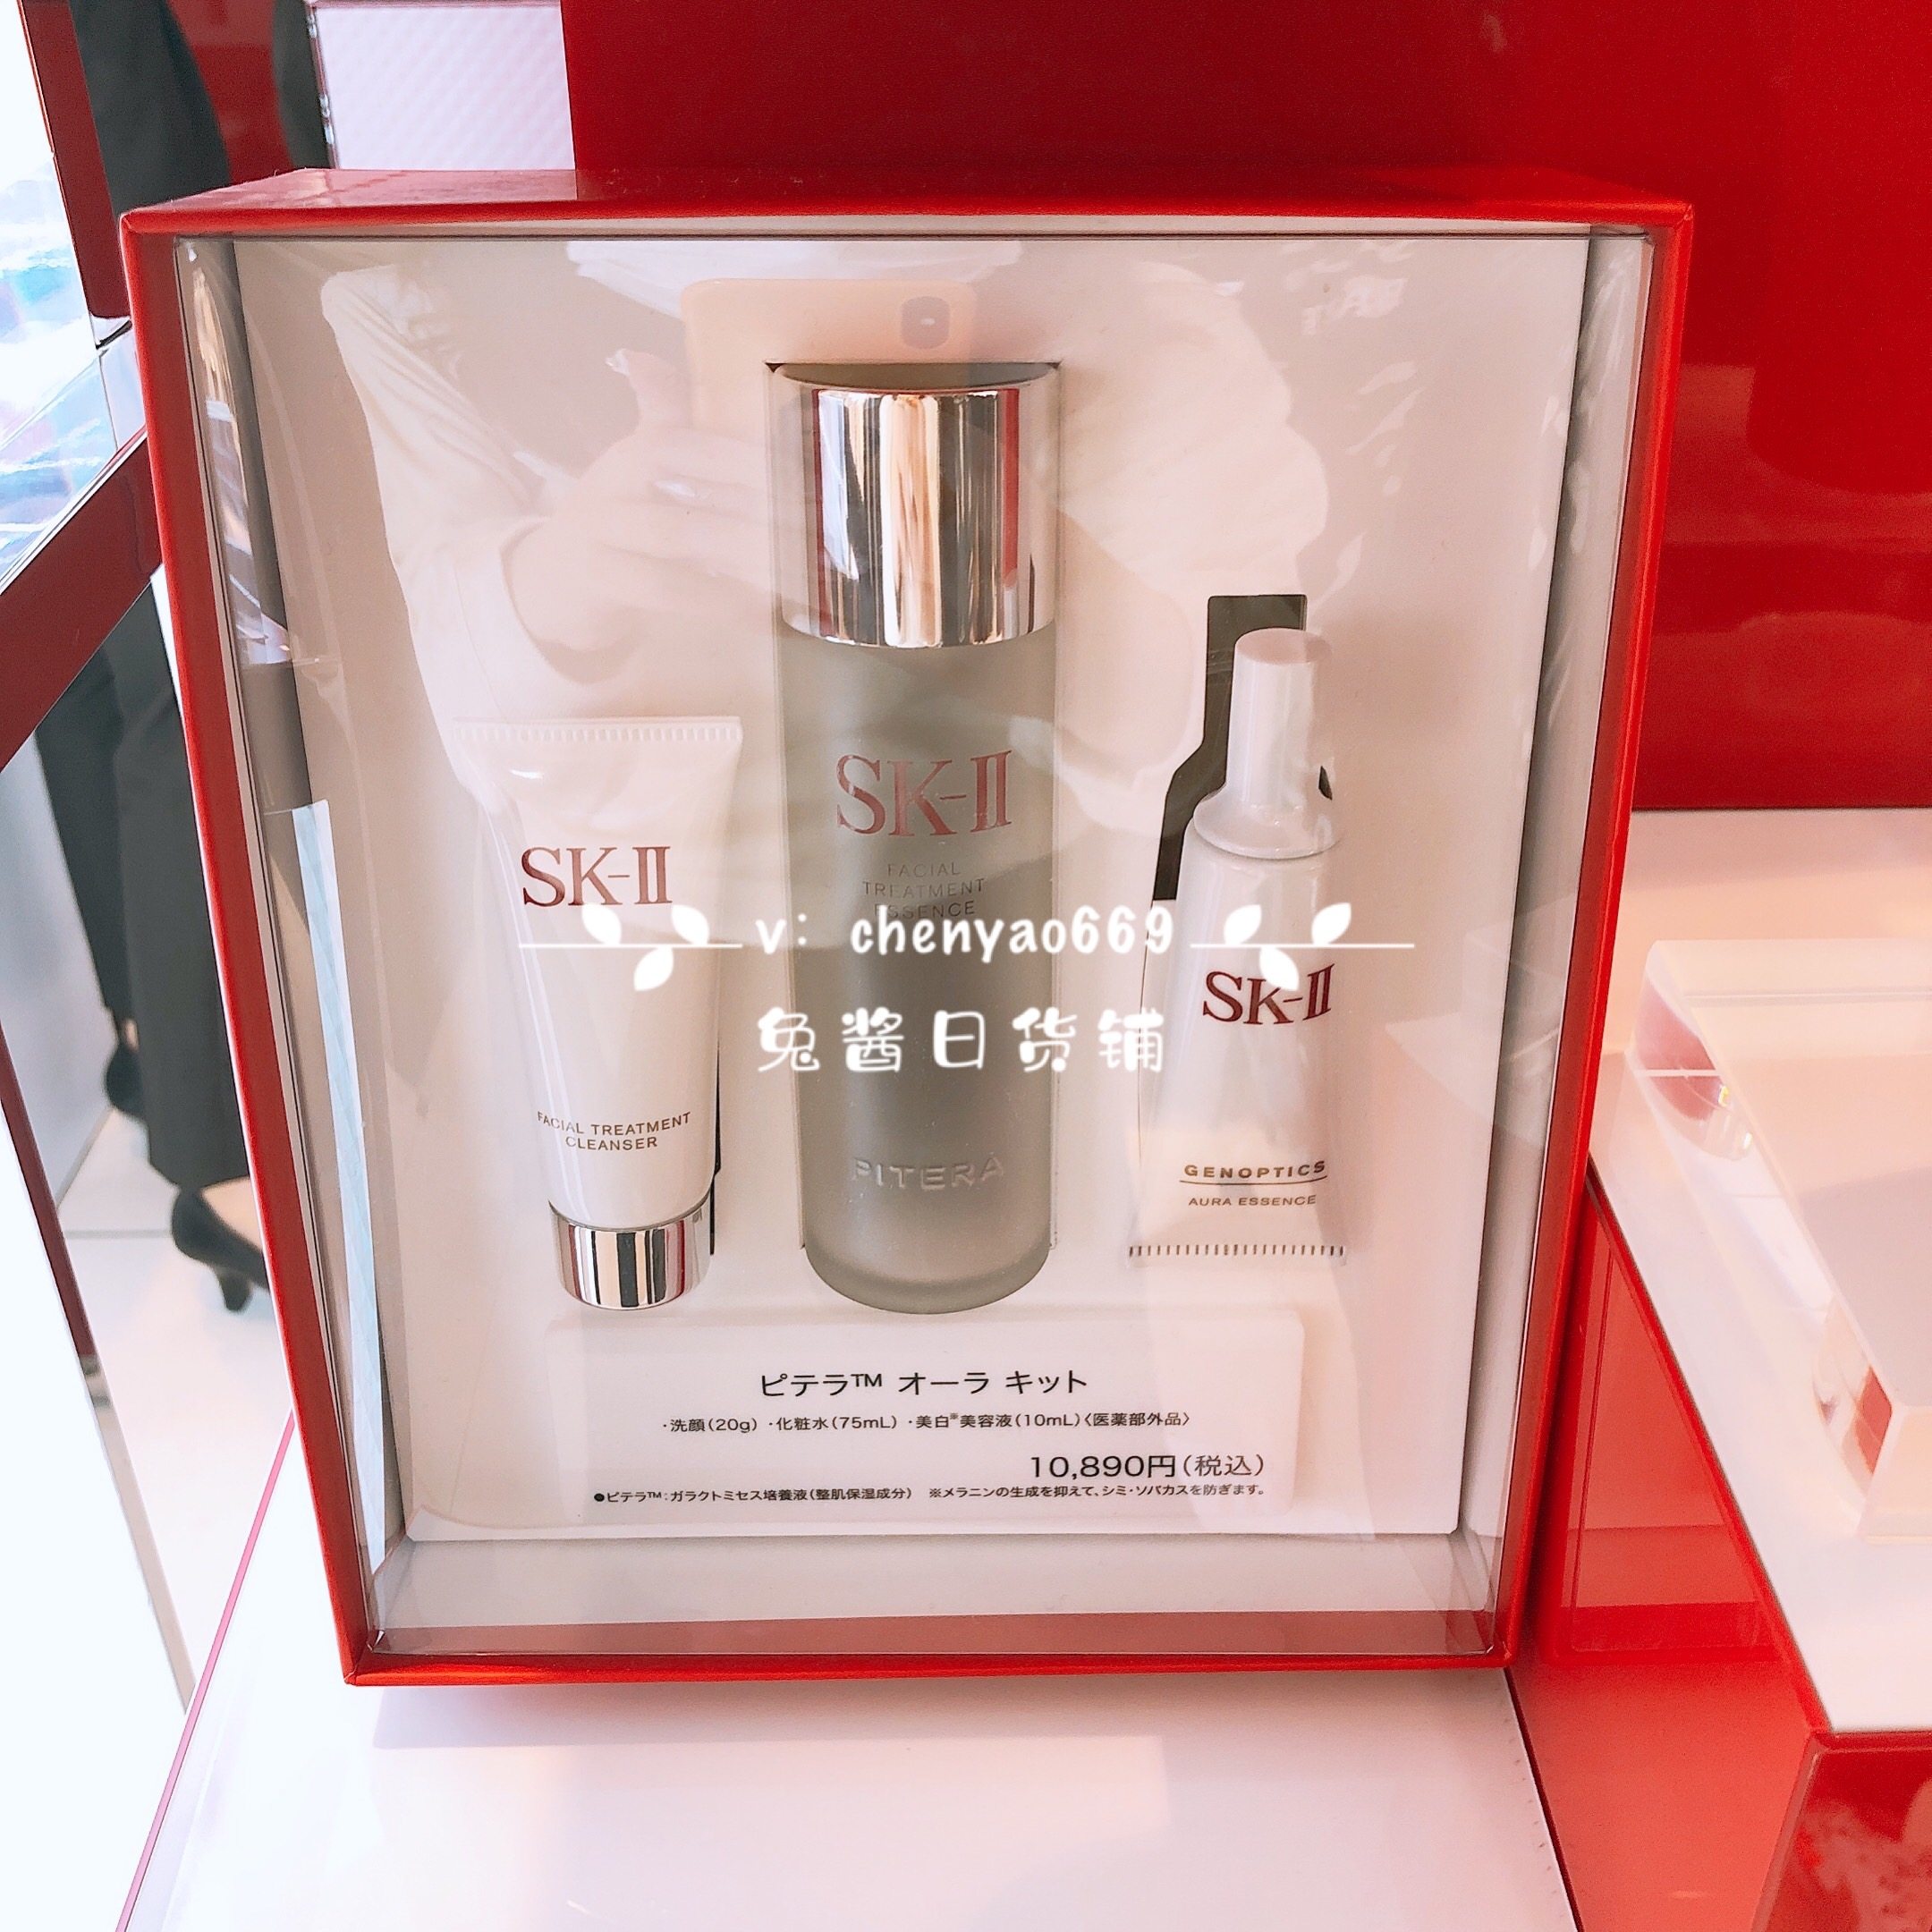 SK-II
FACIAL
TREATMENT
ESSENCE
SK-II
v: chenyao669
SK-II
兔酱日货铺
FACIAL TREATMENT
CLEANSER
PITERA
GENOPTICS
AURA ESSENCE
ピテラ™ オーラ キット
・洗顔(20g) ・化粧水(75mL) ・美白※美容液(10mL)〈医薬部外品〉
10,890円(税込)
●ピテラ™:ガラクトミセス培養液(整肌保湿成分) ※メラニンの生成を抑えて、シミ・ソバカスを防ぎます。